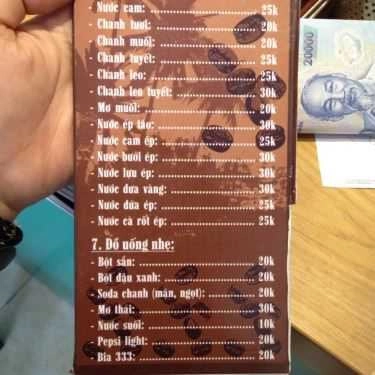 - Nước cam: 25k
- Chanh tươi: 20k
- Chanh muối: 20k
- Chanh tuyết: 25k
- Chanh leo: 25k
- Chanh leo tuyết: 30k
- Mơ muối: 20k
- Nước ép táo: 30k
- Nước cam ép: 25k
- Nước bưởi ép: 30k
- Nước lựu ép: 30k
- Nước dưa vàng: 30k
- Nước dứa ép: 25k
- Nước cà rốt ép: 25k
7. Đồ uống nhẹ:
- Bột sắn: 20k
- Bột đậu xanh: 20k
- Soda chanh (mặn, ngọt): 20k
- Mơ thái: 30k
- Nước suối: 10k
- Pepsi light: 20k
- Bia 333: 20k
20000